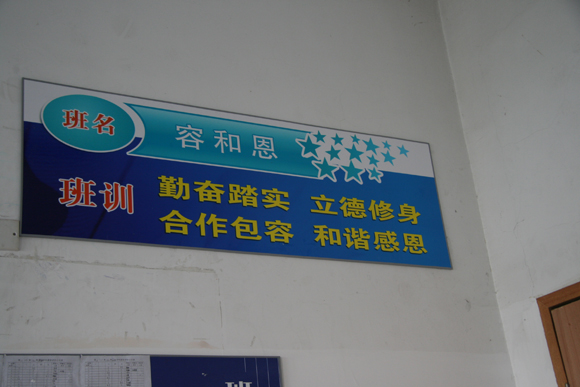 班名
容和恩
班训
勤奋踏实 立德修身
合作包容 和谐感恩
班